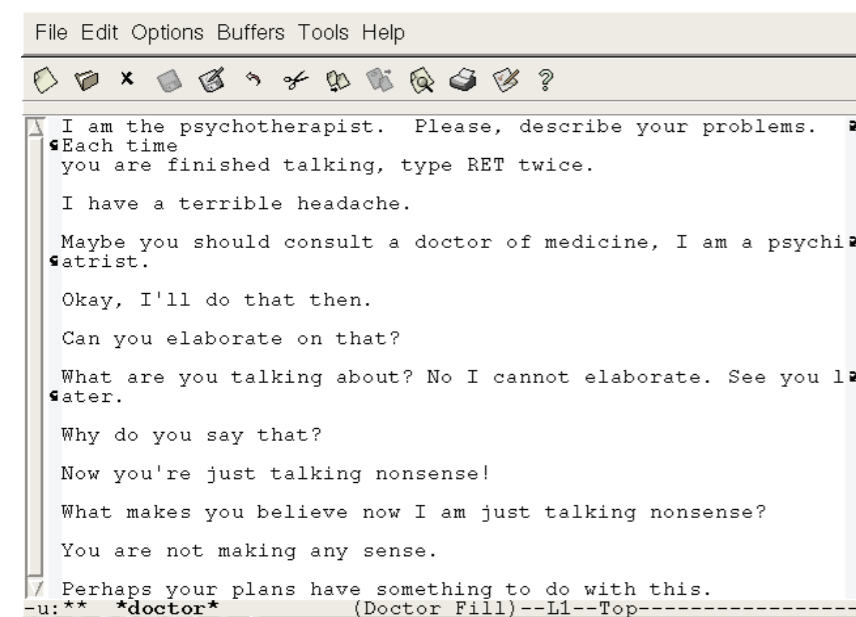 File Edit Options Buffers Tools Help
I am the psychotherapist.  Please, describe your problems.
Each time
you are finished talking, type RET twice.
I have a terrible headache.
Maybe you should consult a doctor of medicine, I am a psychi
atrist.
Okay, I'll do that then.
Can you elaborate on that?
What are you talking about? No I cannot elaborate. See you l
ater.
Why do you say that?
Now you're just talking nonsense!
What makes you believe now I am just talking nonsense?
You are not making any sense.
Perhaps your plans have something to do with this.
-u:**  *doctor*          (Doctor Fill)--L1--Top-----------------